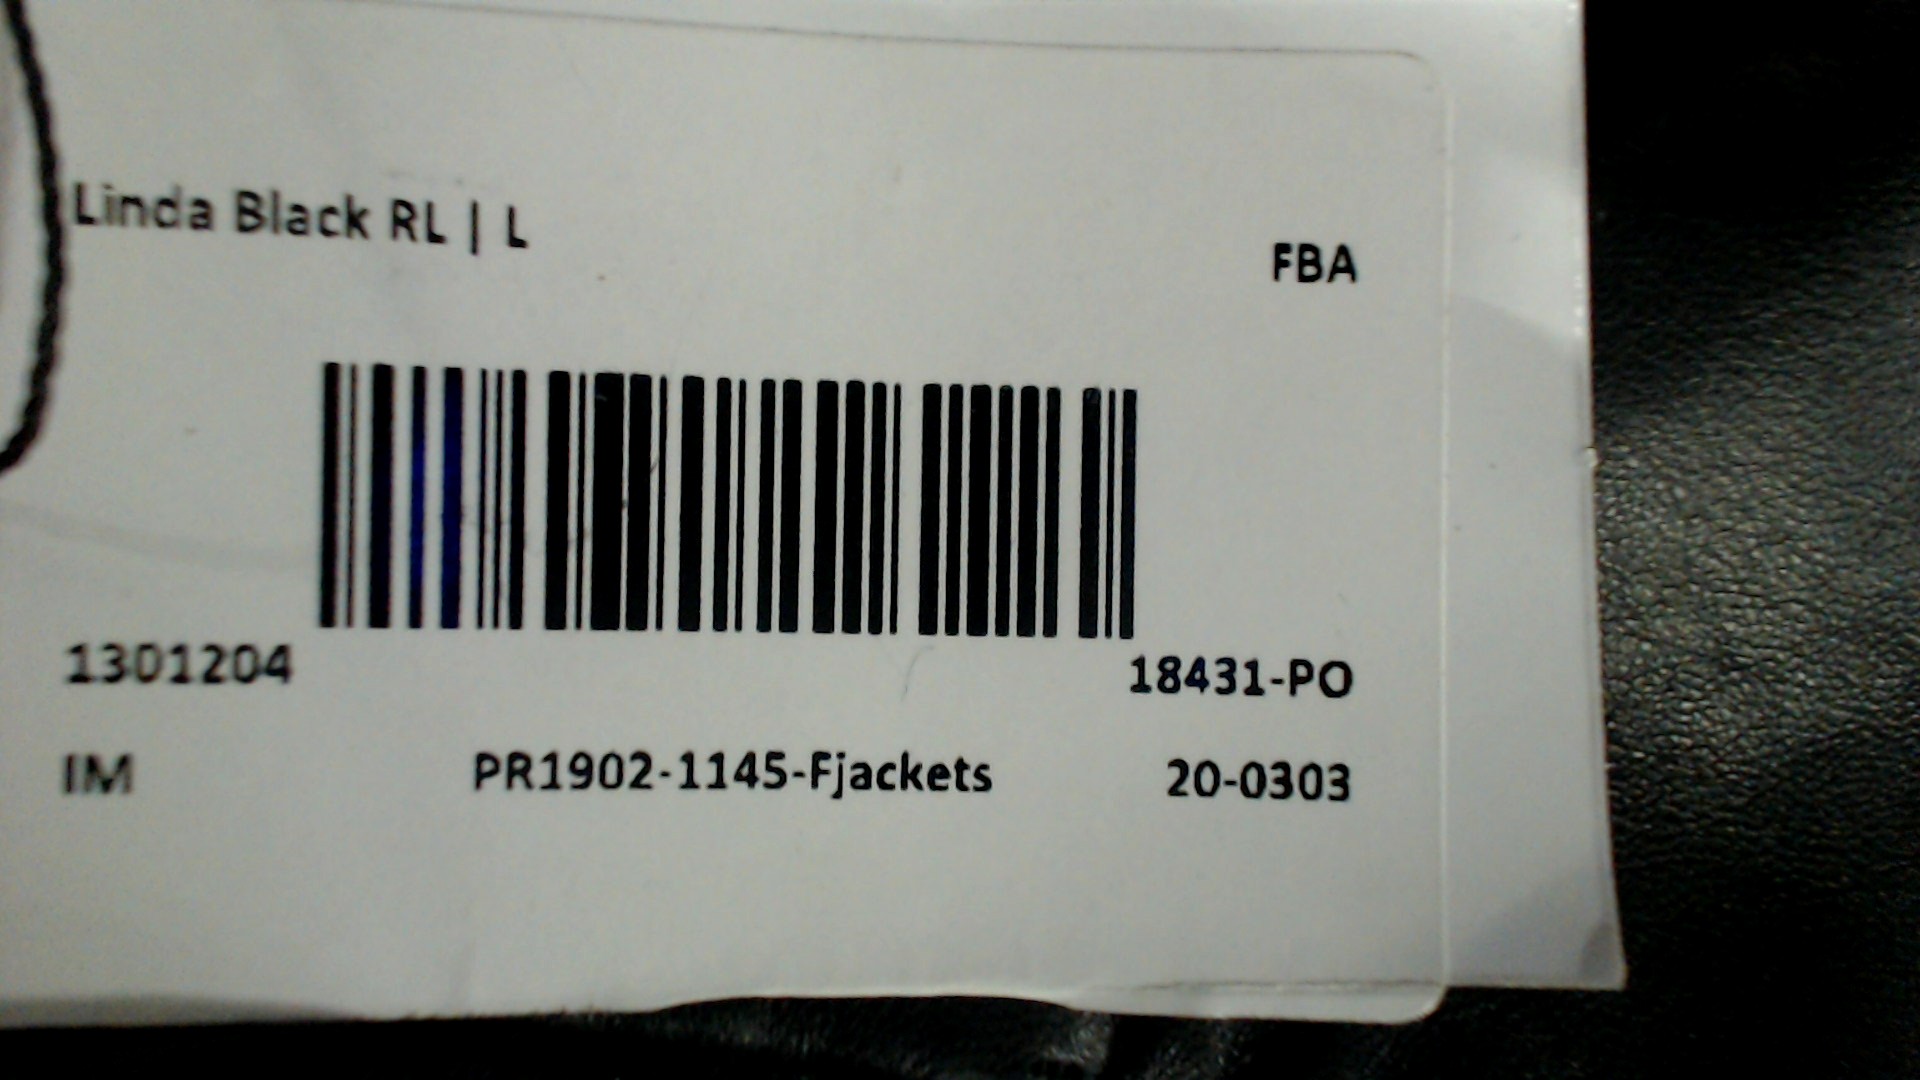 Linda Black RL | L
FBA
1301204
18431-PO
IM
PR1902-1145-Fjackets
20-0303